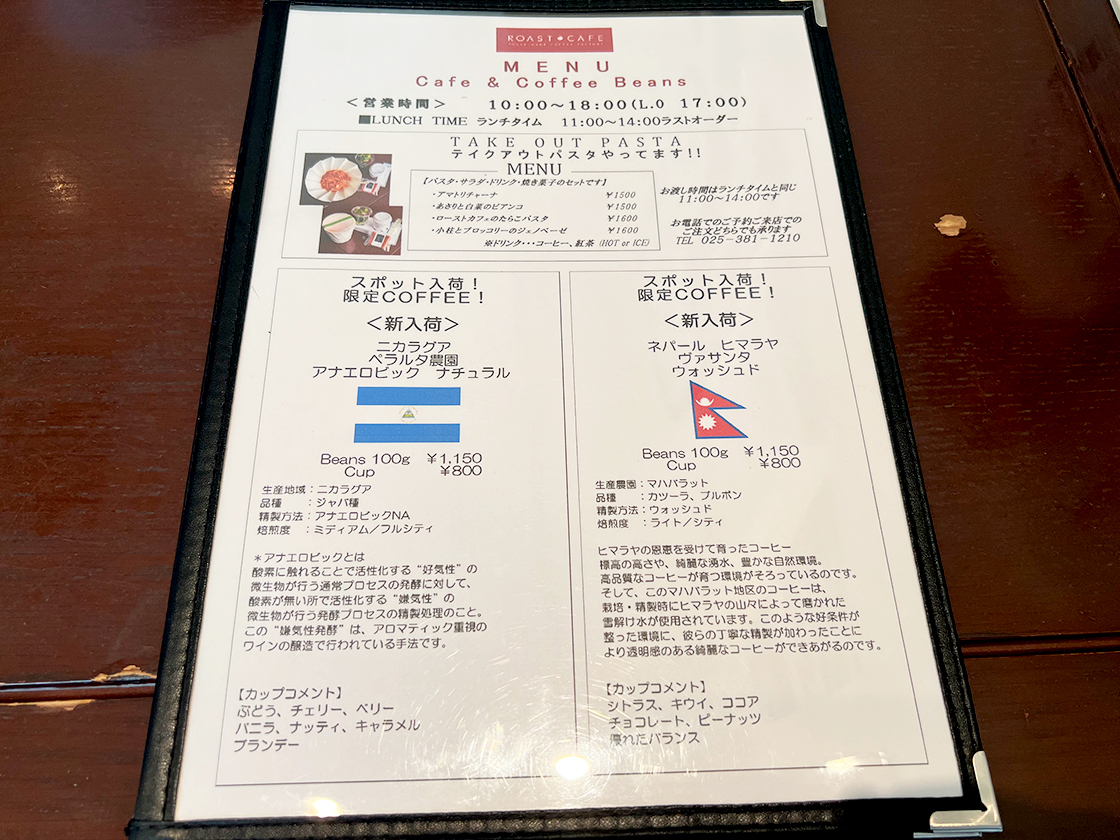 ROAST CAFE
MENU
Cafe & Coffee Beans
＜営業時間＞ 10:00～18:00(L.O 17:00)
■LUNCH TIME ランチタイム 11:00～14:00ラストオーダー
TAKE OUT PASTA
テイクアウトパスタやってます!!
MENU
【パスタ・サラダ・ドリンク・焼き菓子のセットです】
・アマトリチャーナ ￥1500
・あさりと白菜のビアンコ ￥1500
・ローストカフェのたらこパスタ ￥1600
・小柱とブロッコリーのジェノベーゼ ￥1600
※ドリンク・・・コーヒー、紅茶 (HOT or ICE)
お渡し時間はランチタイムと同じ
11:00～14:00です
お電話でのご予約ご来店での
ご注文どちらでも承ります
TEL 025-381-1210
スポット入荷！
限定COFFEE！
＜新入荷＞
ニカラグア
ペラルタ農園
アナエロビック ナチュラル
Beans 100g ￥1,150
Cup ￥800
生産地域：ニカラグア
品種 ：ジャバ種
精製方法：アナエロビックNA
焙煎度 ：ミディアム／フルシティ
＊アナエロビックとは
酸素に触れることで活性化する“好気性”の
微生物が行う通常プロセスの発酵に対して、
酸素が無い所で活性化する“嫌気性”の
微生物が行う発酵プロセスの精製処理のこと。
この“嫌気性発酵”は、アロマティック重視の
ワインの醸造で行われている手法です。
【カップコメント】
ぶどう、チェリー、ベリー
バニラ、ナッティ、キャラメル
ブランデー
スポット入荷！
限定COFFEE！
＜新入荷＞
ネパール ヒマラヤ
ヴァサンタ
ウォッシュド
Beans 100g ￥1,150
Cup ￥800
生産農園：マハバラット
品種 ：カツーラ、ブルボン
精製方法：ウォッシュド
焙煎度 ：ライト／シティ
ヒマラヤの恩恵を受けて育ったコーヒー
標高の高さや、綺麗な湧水、豊かな自然環境。
高品質なコーヒーが育つ環境がそろっているのです。
そして、このマハバラット地区のコーヒーは、
栽培・精製時にヒマラヤの山々によって磨かれた
雪解け水が使用されています。このような好条件が
整った環境に、彼らの丁寧な精製が加わったことに
より透明感のある綺麗なコーヒーができあがるのです。
【カップコメント】
シトラス、キウイ、ココア
チョコレート、ピーナッツ
優れたバランス